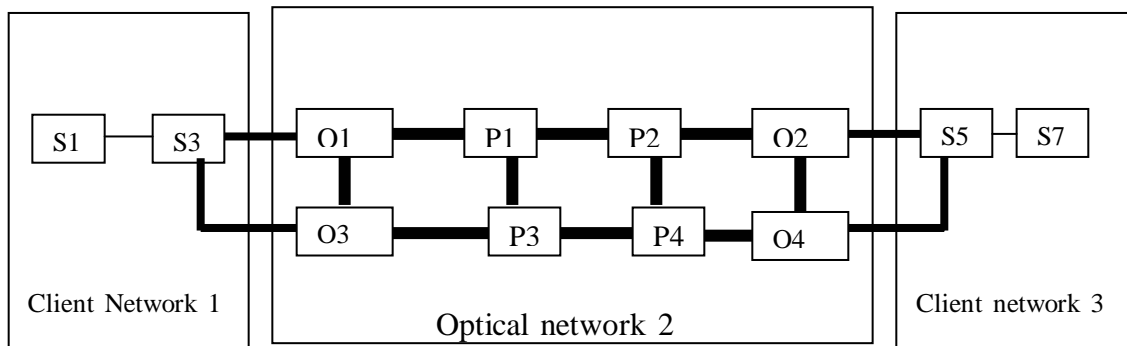 S1
S3
O1
P1
P2
O2
S5
S7
O3
P3
P4
O4
Client Network 1
Optical network 2
Client network 3